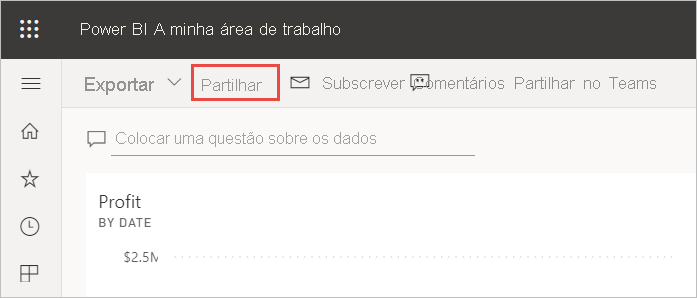 Power BI A minha área de trabalho
Exportar Partilhar Subscrever Comentários Partilhar no Teams
Colocar uma questão sobre os dados
Profit
BY DATE
$2.5M